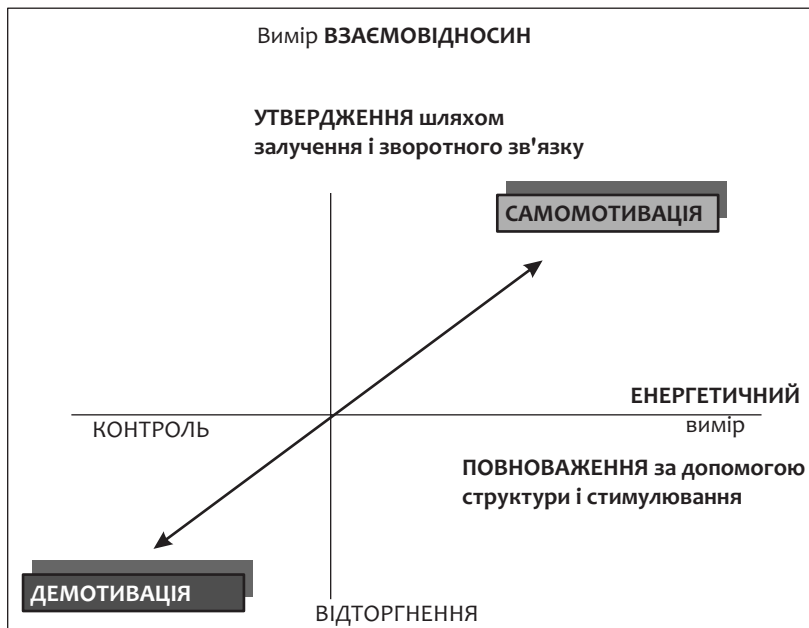 Вимір ВЗАЄМОВІДНОСИН
УТВЕРДЖЕННЯ шляхом
залучення і зворотного зв'язку
САМОМОТИВАЦІЯ
ЕНЕРГЕТИЧНИЙ
КОНТРОЛЬ
вимір
ПОВНОВАЖЕННЯ за допомогою
структури і стимулювання
ДЕМОТИВАЦІЯ
ВІДТОРГНЕННЯ